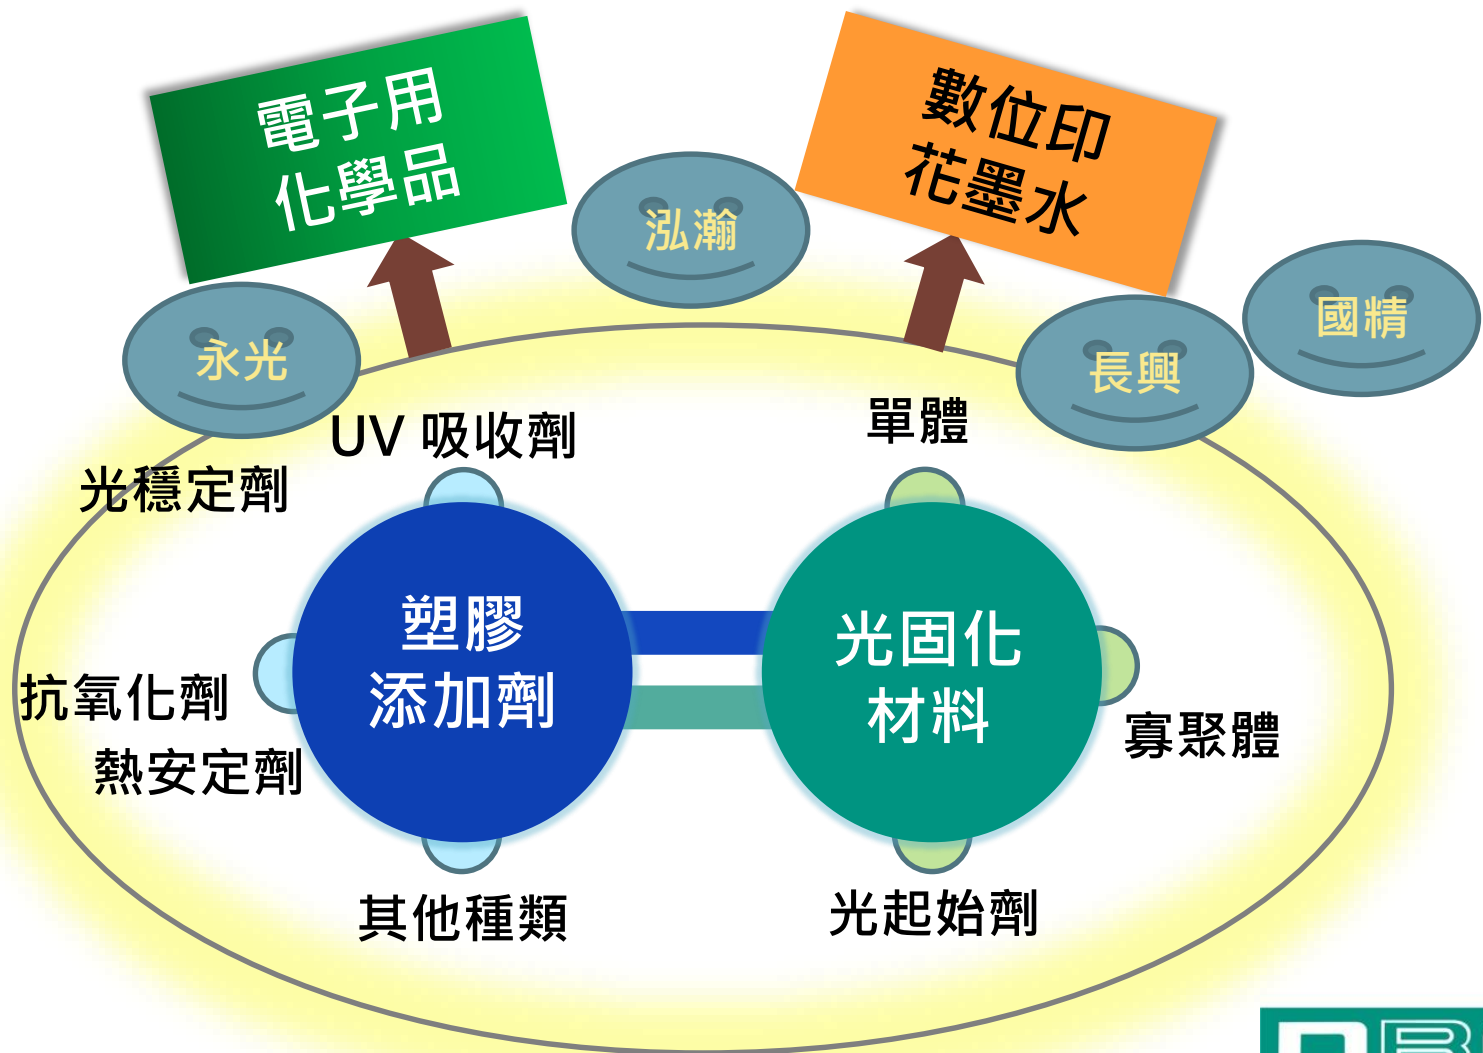 電子用
化學品
數位印
花墨水
泓瀚
國精
永光
長興
UV 吸收劑
單體
光穩定劑
塑膠
添加劑
光固化
材料
抗氧化劑
熱安定劑
寡聚體
其他種類
光起始劑